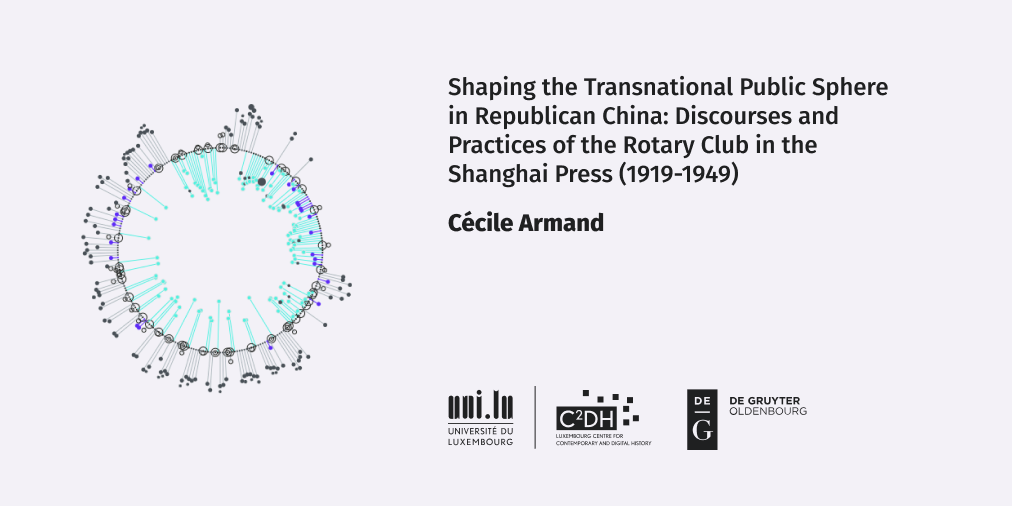 Shaping the Transnational Public Sphere
in Republican China: Discourses and
Practices of the Rotary Club in the
Shanghai Press (1919-1949)
Cécile Armand
uni.lu
UNIVERSITÉ DU
LUXEMBOURG
C²DH
LUXEMBOURG CENTRE FOR
CONTEMPORARY AND DIGITAL HISTORY
DE
G
DE GRUYTER
OLDENBOURG